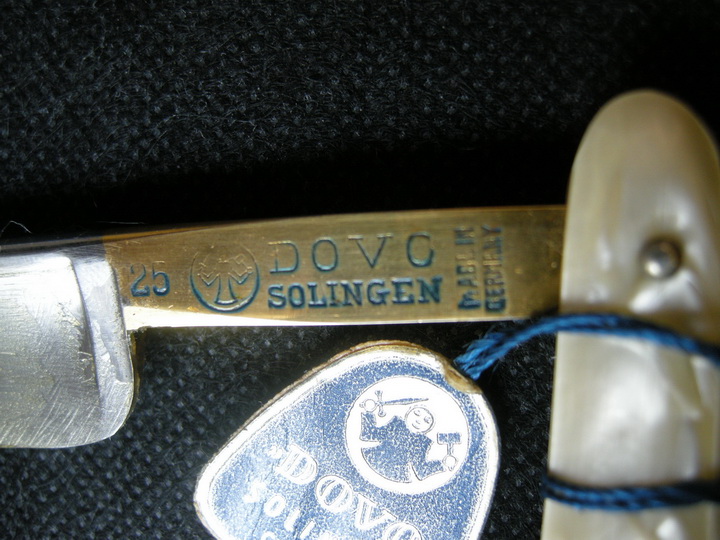 25 DOVO
SOLINGEN
MADE IN
GERMANY
DOVO